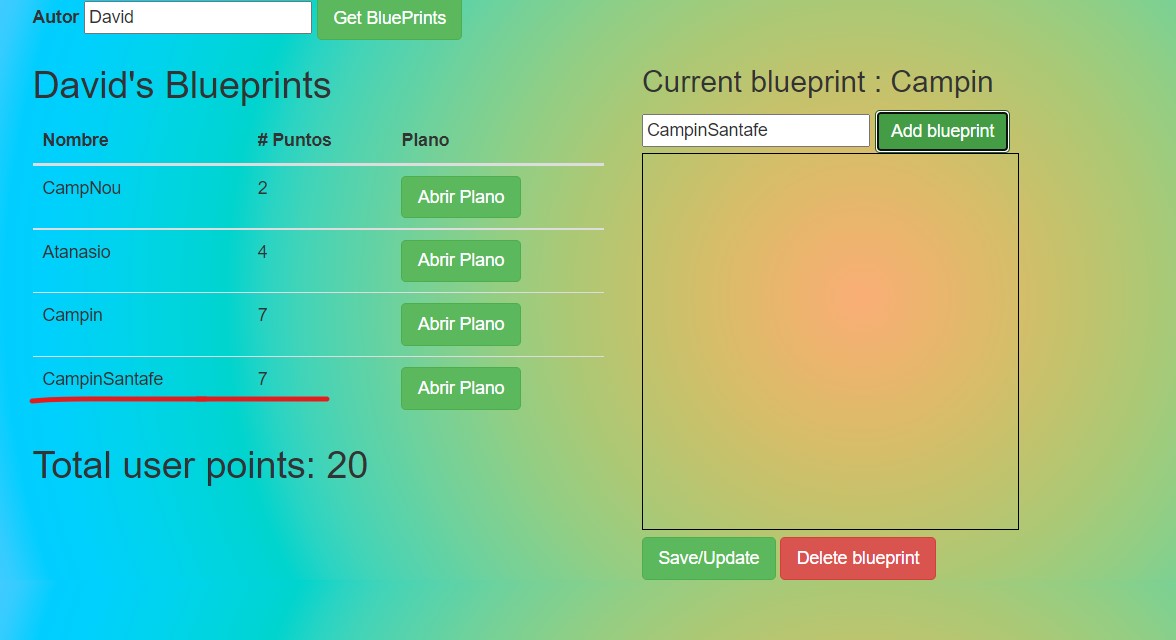 Autor David Get BluePrints
David's Blueprints
Nombre # Puntos Plano
CampNou 2 Abrir Plano
Atanasio 4 Abrir Plano
Campin 7 Abrir Plano
CampinSantafe 7 Abrir Plano
Total user points: 20
Current blueprint : Campin
CampinSantafe Add blueprint
Save/Update Delete blueprint